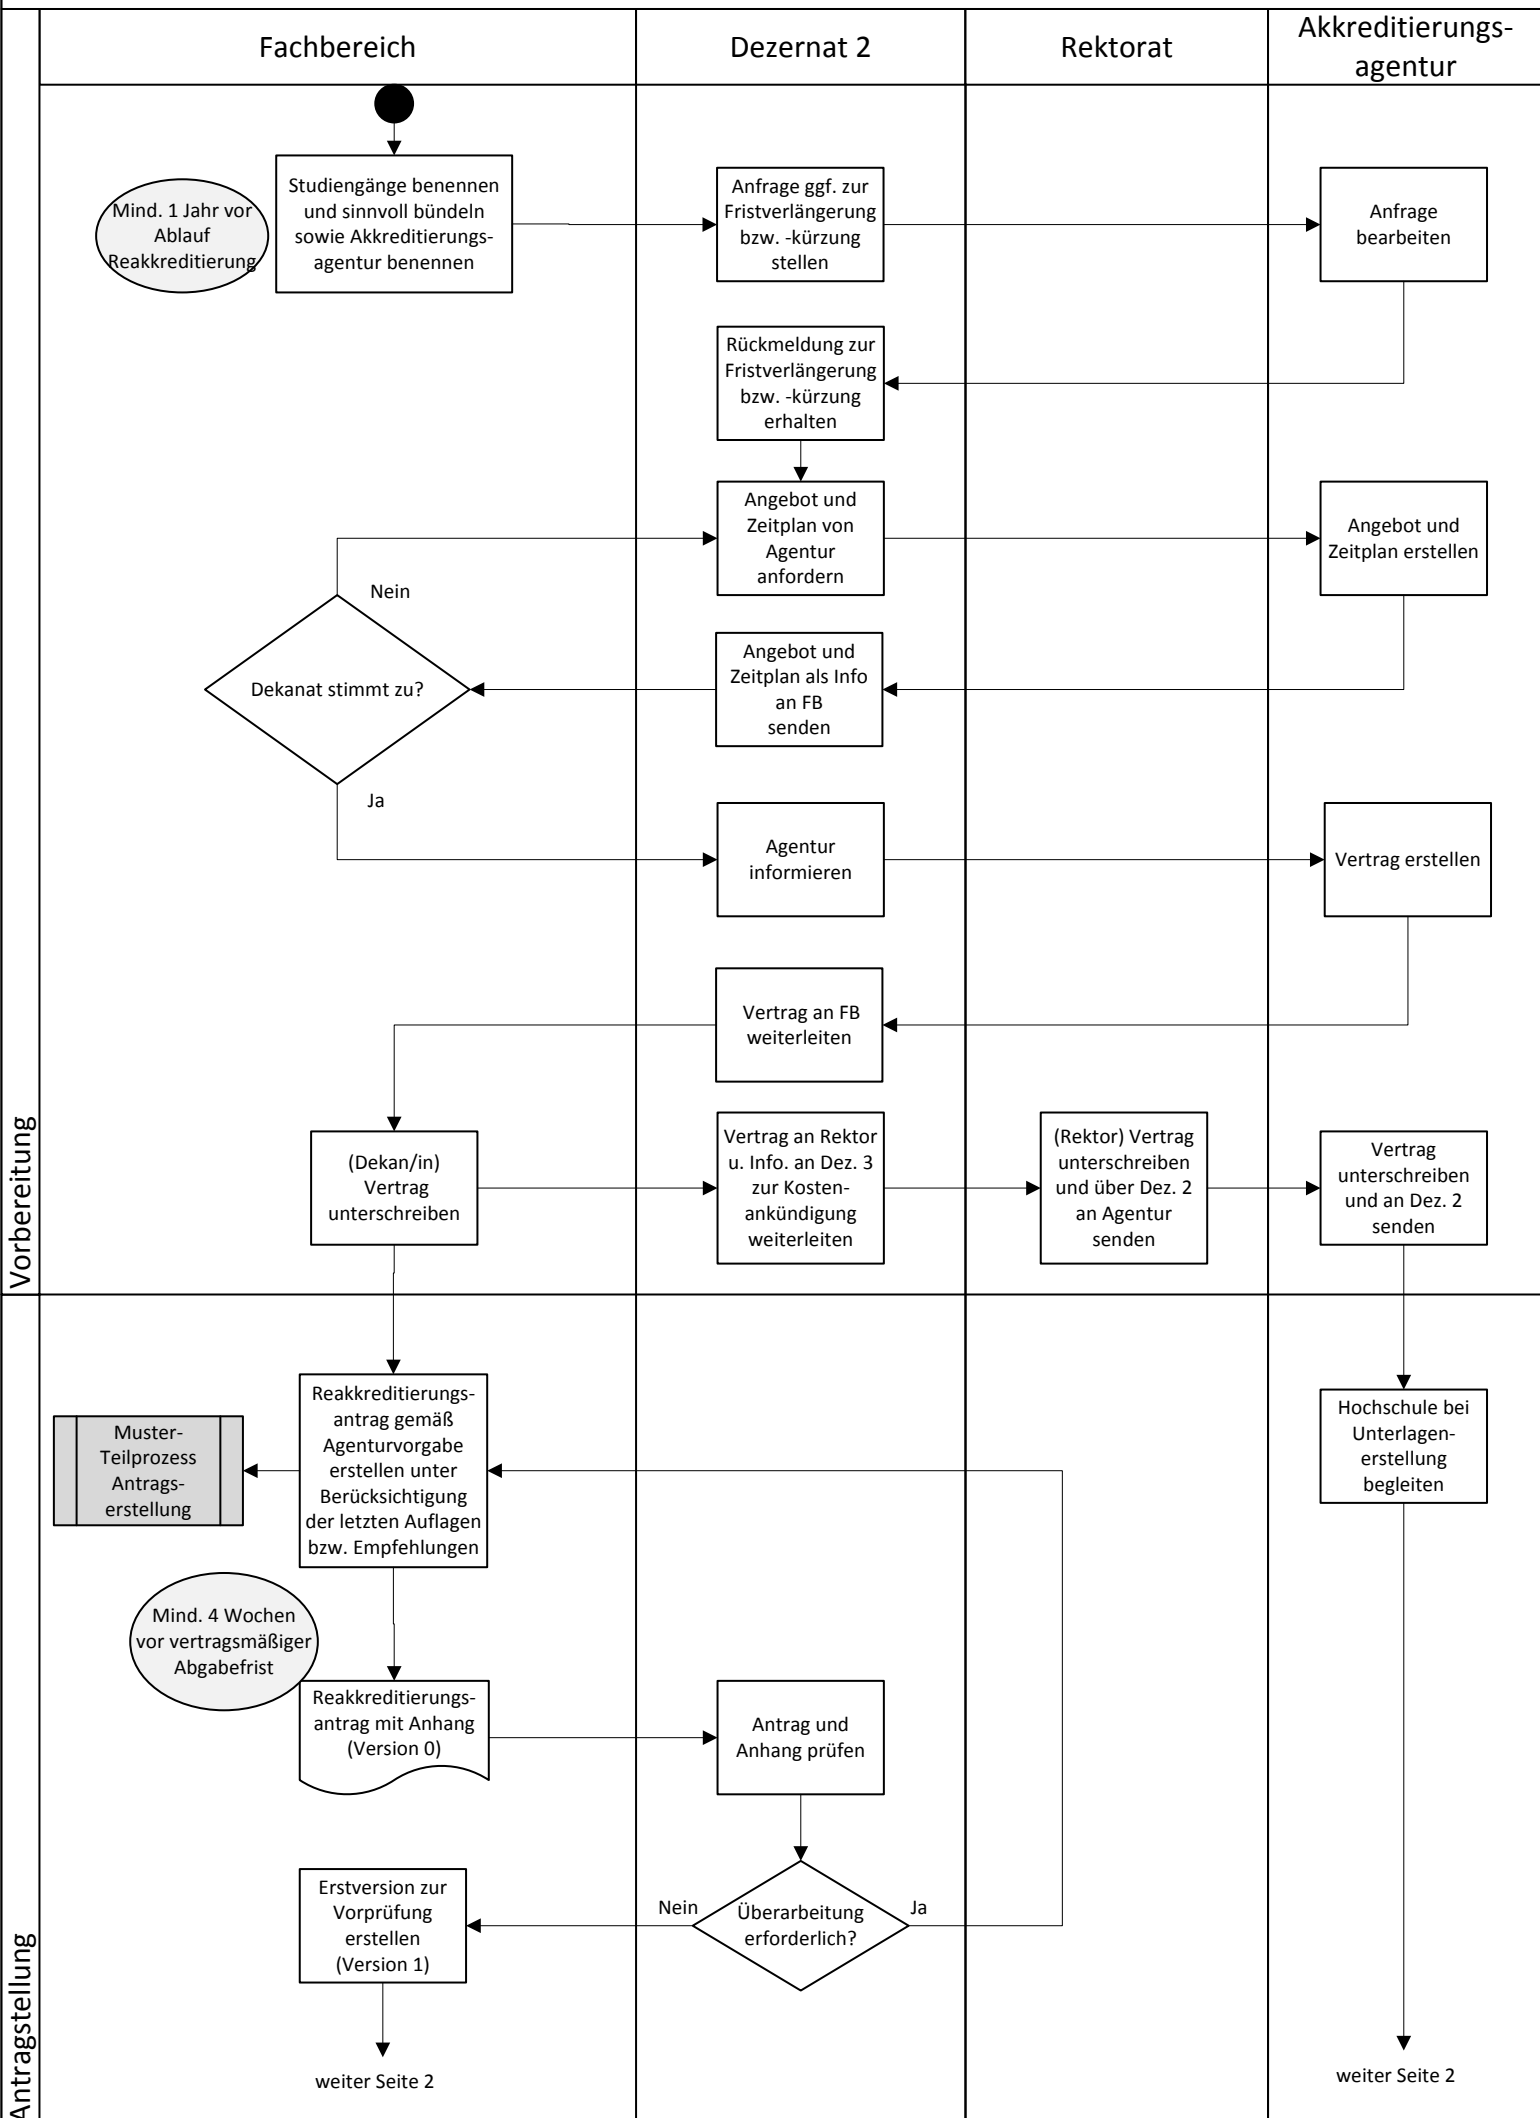 Fachbereich
Dezernat 2
Rektorat
Akkreditierungs-
agentur
Vorbereitung
Mind. 1 Jahr vor
Ablauf
Reakkreditierung
Studiengänge benennen
und sinnvoll bündeln
sowie Akkreditierungs-
agentur benennen
Anfrage ggf. zur
Fristverlängerung
bzw. -kürzung
stellen
Anfrage
bearbeiten
Rückmeldung zur
Fristverlängerung
bzw. -kürzung
erhalten
Angebot und
Zeitplan von
Agentur
anfordern
Angebot und
Zeitplan erstellen
Nein
Dekanat stimmt zu?
Angebot und
Zeitplan als Info
an FB
senden
Ja
Agentur
informieren
Vertrag erstellen
Vertrag an FB
weiterleiten
(Dekan/in)
Vertrag
unterschreiben
Vertrag an Rektor
u. Info. an Dez. 3
zur Kosten-
ankündigung
weiterleiten
(Rektor) Vertrag
unterschreiben
und über Dez. 2
an Agentur
senden
Vertrag
unterschreiben
und an Dez. 2
senden
Antragstellung
Muster-
Teilprozess
Antrags-
erstellung
Reakkreditierungs-
antrag gemäß
Agenturvorgabe
erstellen unter
Berücksichtigung
der letzten Auflagen
bzw. Empfehlungen
Hochschule bei
Unterlagen-
erstellung
begleiten
Mind. 4 Wochen
vor vertragsmäßiger
Abgabefrist
Reakkreditierungs-
antrag mit Anhang
(Version 0)
Antrag und
Anhang prüfen
Erstversion zur
Vorprüfung
erstellen
(Version 1)
Nein
Überarbeitung
erforderlich?
Ja
weiter Seite 2
weiter Seite 2